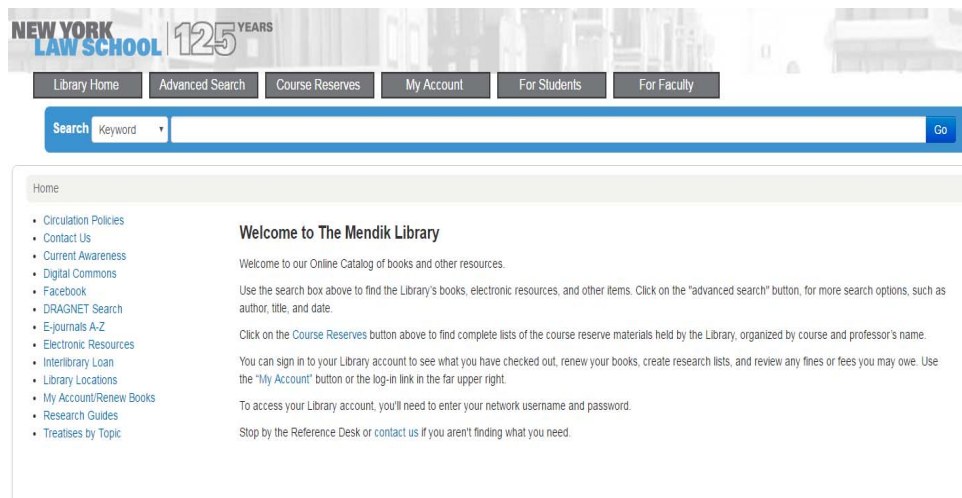 NEW YORK
LAW SCHOOL
125 YEARS
Library Home Advanced Search Course Reserves My Account For Students For Faculty
Search Keyword Go
Home
Circulation Policies
Contact Us
Current Awareness
Digital Commons
Facebook
DRAGNET Search
E-journals A-Z
Electronic Resources
Interlibrary Loan
Library Locations
My Account/Renew Books
Research Guides
Treatises by Topic
Welcome to The Mendik Library
Welcome to our Online Catalog of books and other resources.
Use the search box above to find the Library's books, electronic resources, and other items. Click on the "advanced search" button, for more search options, such as
author, title, and date.
Click on the Course Reserves button above to find complete lists of the course reserve materials held by the Library, organized by course and professor's name.
You can sign in to your Library account to see what you have checked out, renew your books, create research lists, and review any fines or fees you may owe. Use
the "My Account" button or the log-in link in the far upper right.
To access your Library account, you'll need to enter your network username and password.
Stop by the Reference Desk or contact us if you aren't finding what you need.